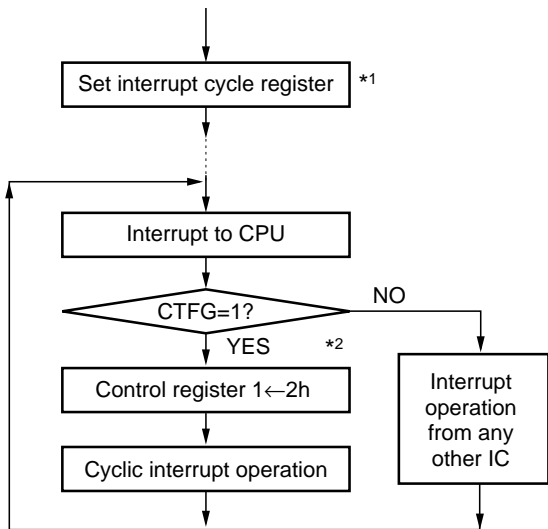 Set interrupt cycle register *1
Interrupt to CPU
CTFG=1?
NO
YES *2
Control register 1←2h
Interrupt
operation
from any
other IC
Cyclic interrupt operation